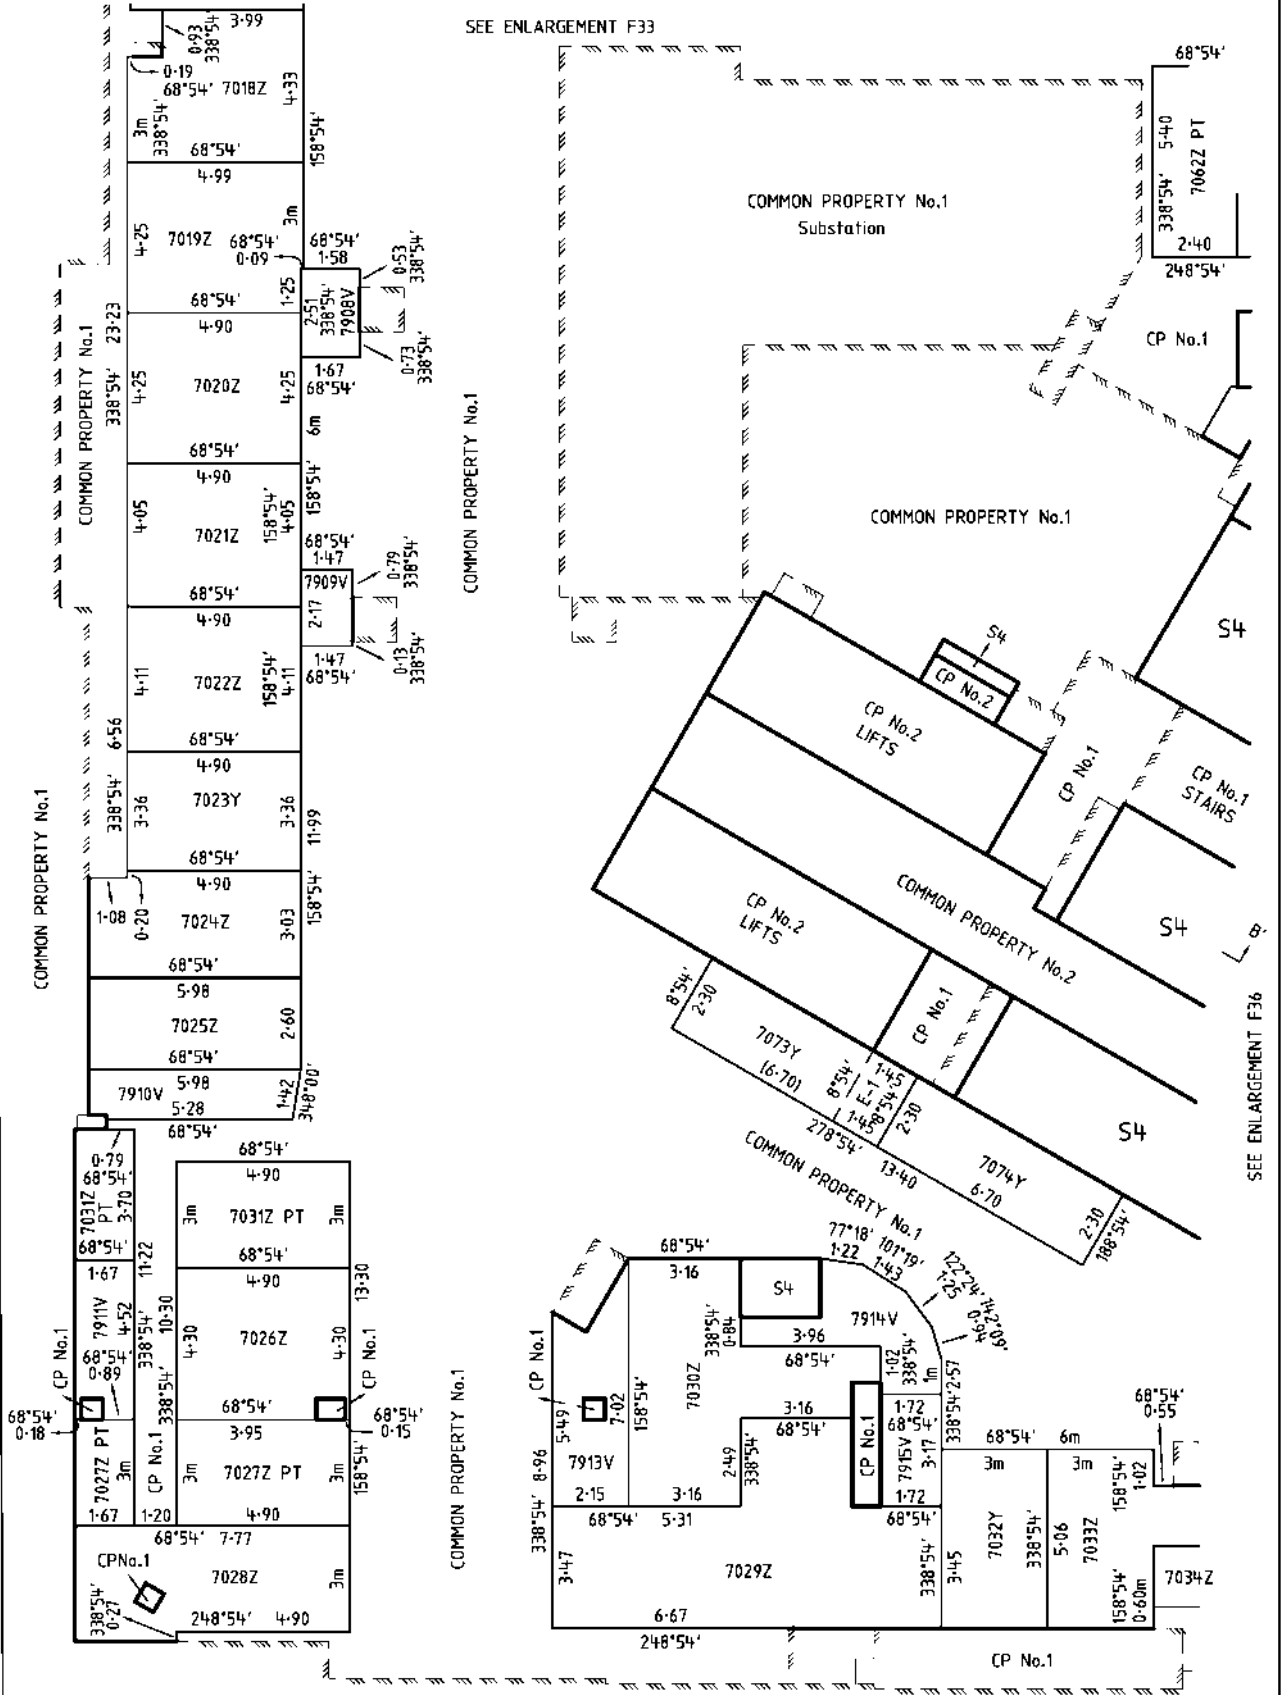 SEE ENLARGEMENT F33
3·99
0·93
338°54'
0·19
68°54' 7018Z
4·33
3m
338°54'
68°54'
158°54'
4·99
4·25
7019Z
68°54'
0·09
3m
68°54'
1·58
0·53
338°54'
1·25
68°54'
2·51
338°54'
7908V
4·90
23·23
338°54'
COMMON PROPERTY No.1
4·25
7020Z
4·25
1·67
68°54'
0·73
338°54'
6m
68°54'
4·90
158°54'
4·05
7021Z
158°54'
4·05
68°54'
1·47
7909V
0·79
338°54'
68°54'
2·17
4·90
1·47
68°54'
0·13
338°54'
4·11
7022Z
158°54'
4·11
6·56
338°54'
68°54'
4·90
3·36
7023Y
3·36
11·99
158°54'
68°54'
4·90
COMMON PROPERTY No.1
1·08
0·20
7024Z
3·03
68°54'
5·98
7025Z
2·60
68°54'
7910V
5·98
5·28
1·42
348°00'
68°54'
COMMON PROPERTY No.1
68°54'
5·40
338°54'
7062Z PT
2·40
248°54'
COMMON PROPERTY No.1
Substation
CP No.1
COMMON PROPERTY No.1
S4
S4
CP No.2
CP No.2
LIFTS
CP No.1
CP No.1
STAIRS
COMMON PROPERTY No.2
S4
B'
CP No.2
LIFTS
CP No.1
SEE ENLARGEMENT F36
8°54'
2·30
7073Y
(6·70)
8°54'
E-1
1·45
1·45
8°54'
2·30
278°54'
13·40
7074Y
6·70
2·30
188°54'
S4
COMMON PROPERTY No.1
0·79
68°54'
7031Z
PT
3·70
68°54'
1·67
11·22
338°54'
7911V
4·52
68°54'
0·89
CP No.1
68°54'
0·18
7027Z PT
3m
1·67
CP No.1
1·20
10·30
338°54'
68°54'
4·90
3m
7031Z PT
3m
68°54'
4·90
13·30
158°54'
4·30
7026Z
4·30
CP No.1
68°54'
3·95
68°54'
0·15
3m
7027Z PT
3m
4·90
68°54' 7·77
CPNo.1
7028Z
3m
338°54'
0·27
248°54' 4·90
COMMON PROPERTY No.1
68°54'
3·16
S4
77°18'
1·22
101°19'
1·43
122°24'
1·25
142°09'
0·94
7914V
338°54'
0·84
3·96
68°54'
1·02
338°54'
1m
2·57
338°54'
CP No.1
7030Z
5·49
7·02
158°54'
3·16
68°54'
CP No.1
1·72
68°54'
7915V
3·17
1·72
68°54'
8·96
338°54'
7913V
2·15
2·49
338°54'
3·16
68°54' 5·31
3·47
7029Z
338°54'
3·45
6·67
248°54'
68°54' 6m
3m
3m
7032Y
338°54'
5·06
7033Z
158°54'
1·02
68°54'
0·55
158°54'
0·60m
7034Z
CP No.1